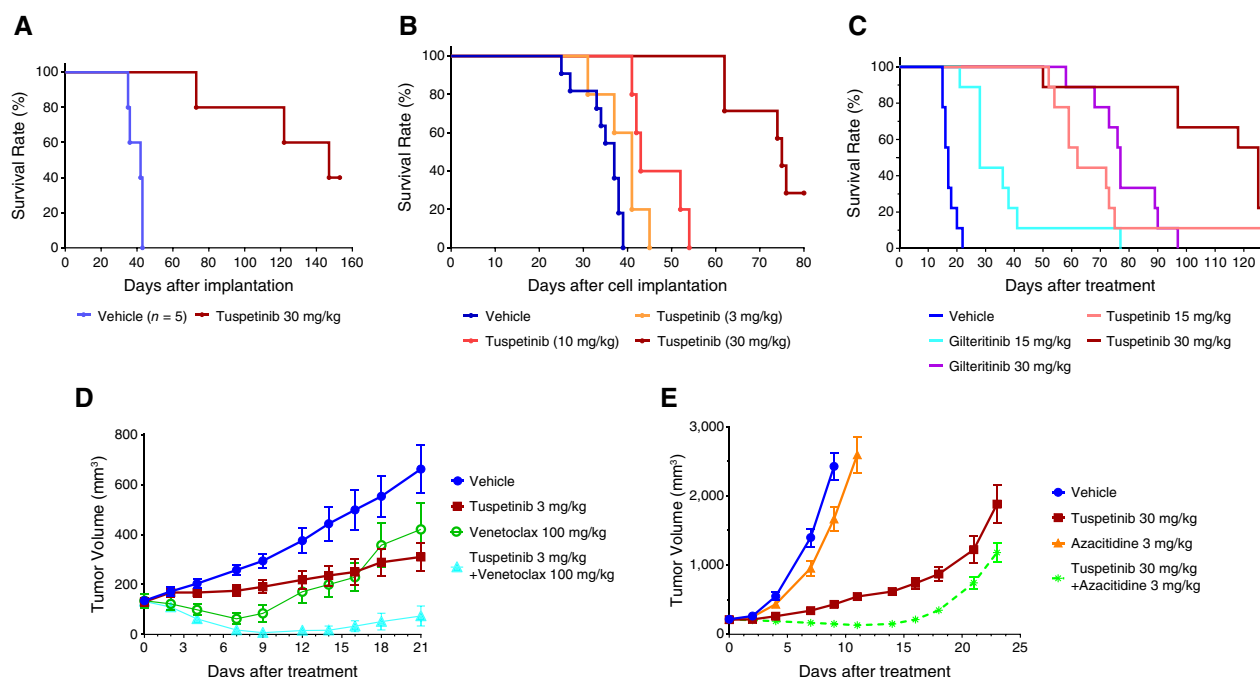 A
Survival Rate (%)
100
80
60
40
20
0
0 20 40 60 80 100 120 140 160
Days after implantation
Vehicle (n = 5) Tuspetinib 30 mg/kg
B
Survival Rate (%)
100
80
60
40
20
0
0 10 20 30 40 50 60 70 80
Days after cell implantation
Vehicle Tuspetinib (3 mg/kg)
Tuspetinib (10 mg/kg) Tuspetinib (30 mg/kg)
C
Survival Rate (%)
100
80
60
40
20
0
0 10 20 30 40 50 60 70 80 90 100 110 120
Days after treatment
Vehicle Tuspetinib 15 mg/kg
Gilteritinib 15 mg/kg Tuspetinib 30 mg/kg
Gilteritinib 30 mg/kg
D
Tumor Volume (mm³)
800
600
400
200
0
0 3 6 9 12 15 18 21
Days after treatment
Vehicle
Tuspetinib 3 mg/kg
Venetoclax 100 mg/kg
Tuspetinib 3 mg/kg
+Venetoclax 100 mg/kg
E
Tumor Volume (mm³)
3,000
2,000
1,000
0
0 5 10 15 20 25
Days after treatment
Vehicle
Tuspetinib 30 mg/kg
Azacitidine 3 mg/kg
Tuspetinib 30 mg/kg
+Azacitidine 3 mg/kg